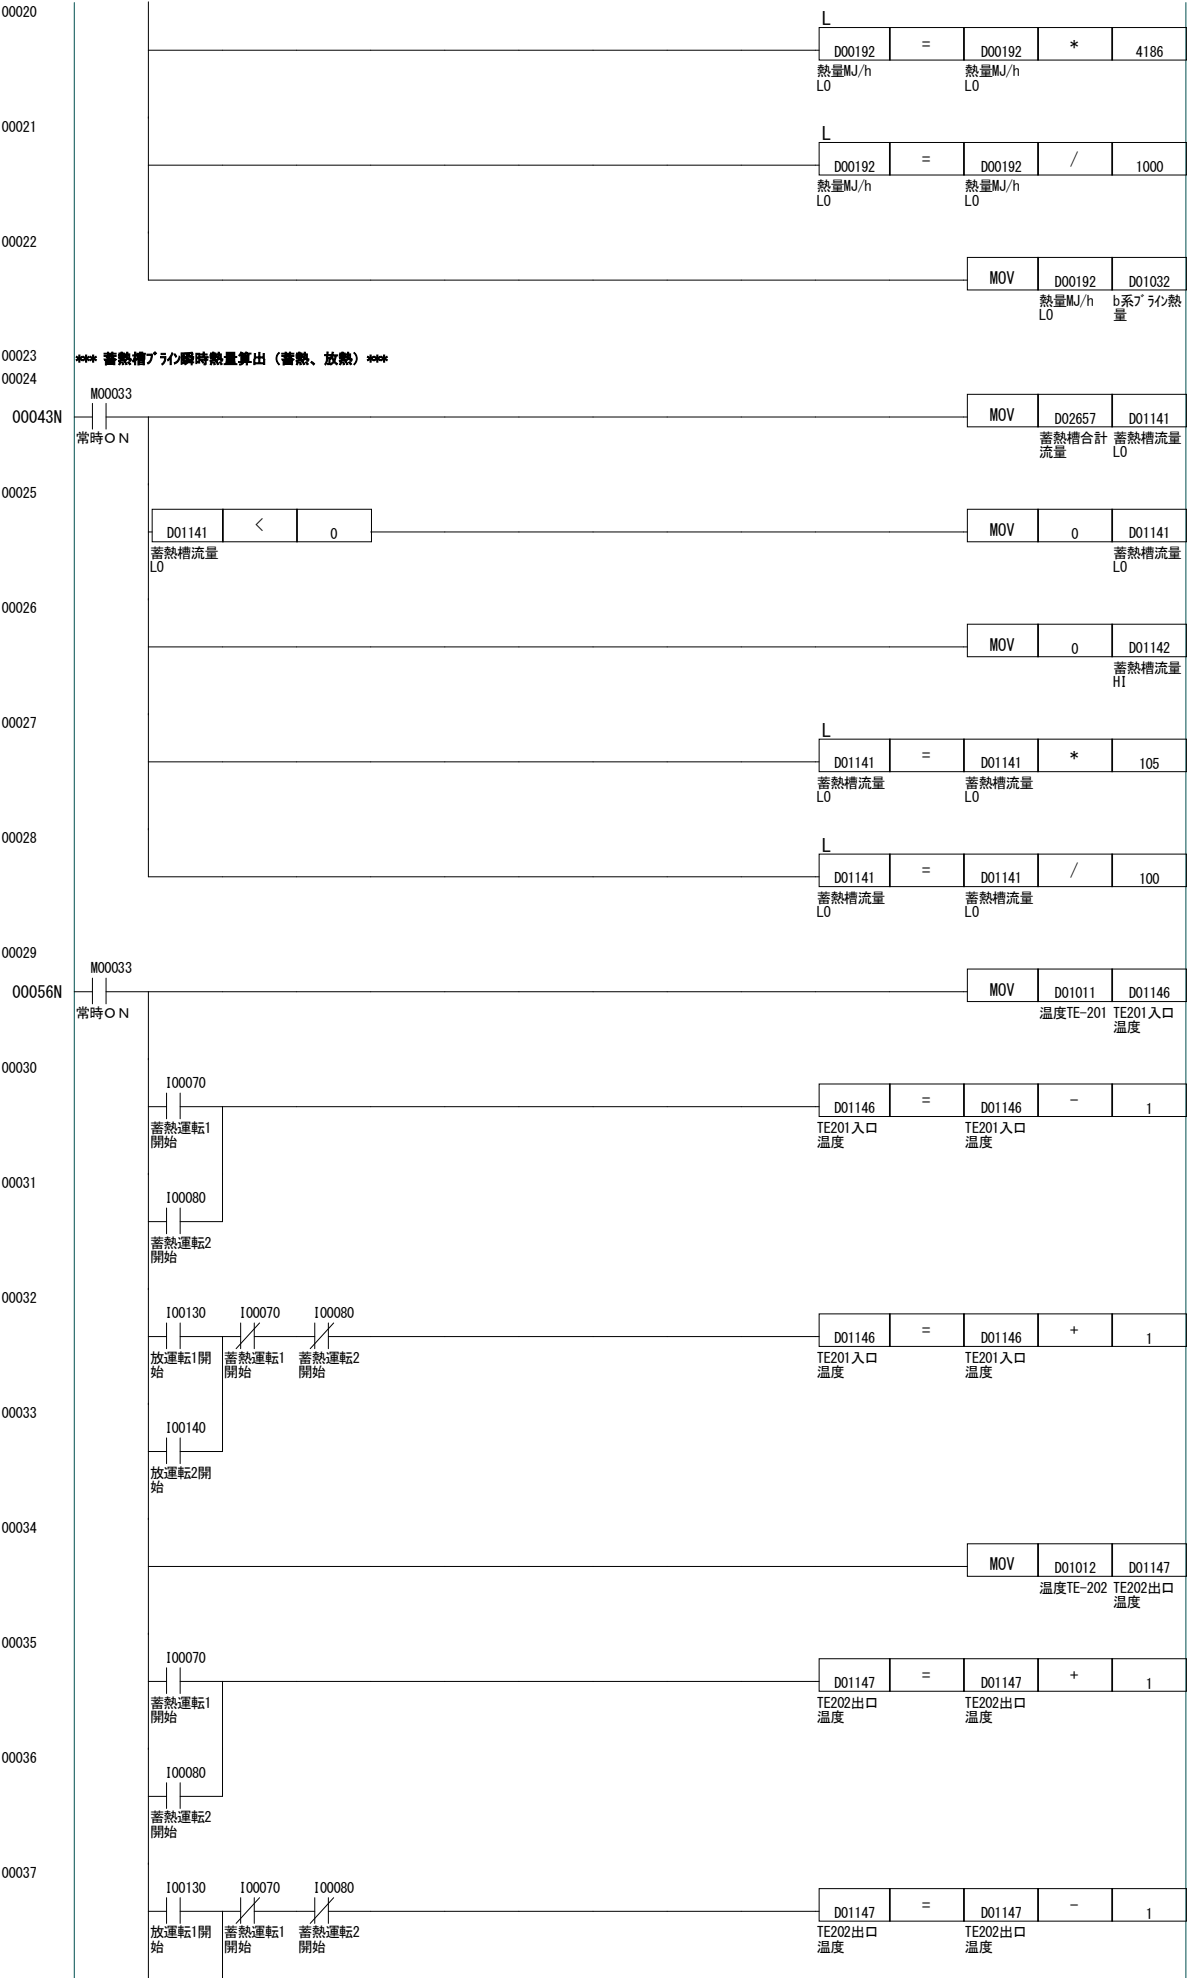 00020
L
D00192 = D00192 * 4186
熱量MJ/h 熱量MJ/h
LO LO
00021
L
D00192 = D00192 / 1000
熱量MJ/h 熱量MJ/h
LO LO
00022
MOV D00192 D01032
熱量MJ/h b系ﾌﾞﾗｲﾝ熱
LO 量
00023 *** 蓄熱槽ﾌﾞﾗｲﾝ瞬時熱量算出（蓄熱、放熱）***
00024
M00033
00043N MOV D02657 D01141
常時ＯＮ 蓄熱槽合計 蓄熱槽流量
流量 LO
00025
D01141 < 0 MOV 0 D01141
蓄熱槽流量 蓄熱槽流量
LO LO
00026
MOV 0 D01142
蓄熱槽流量
HI
00027
L
D01141 = D01141 * 105
蓄熱槽流量 蓄熱槽流量
LO LO
00028
L
D01141 = D01141 / 100
蓄熱槽流量 蓄熱槽流量
LO LO
00029
M00033
00056N MOV D01011 D01146
常時ＯＮ 温度TE-201 TE201入口
温度
00030
I00070
D01146 = D01146 - 1
蓄熱運転1 TE201入口 TE201入口
開始 温度 温度
00031
I00080
蓄熱運転2
開始
00032
I00130 I00070 I00080
D01146 = D01146 + 1
放運転1開 蓄熱運転1 蓄熱運転2 TE201入口 TE201入口
始 開始 開始 温度 温度
00033
I00140
放運転2開
始
00034
MOV D01012 D01147
温度TE-202 TE202出口
温度
00035
I00070
D01147 = D01147 + 1
蓄熱運転1 TE202出口 TE202出口
開始 温度 温度
00036
I00080
蓄熱運転2
開始
00037
I00130 I00070 I00080
D01147 = D01147 - 1
放運転1開 蓄熱運転1 蓄熱運転2 TE202出口 TE202出口
始 開始 開始 温度 温度